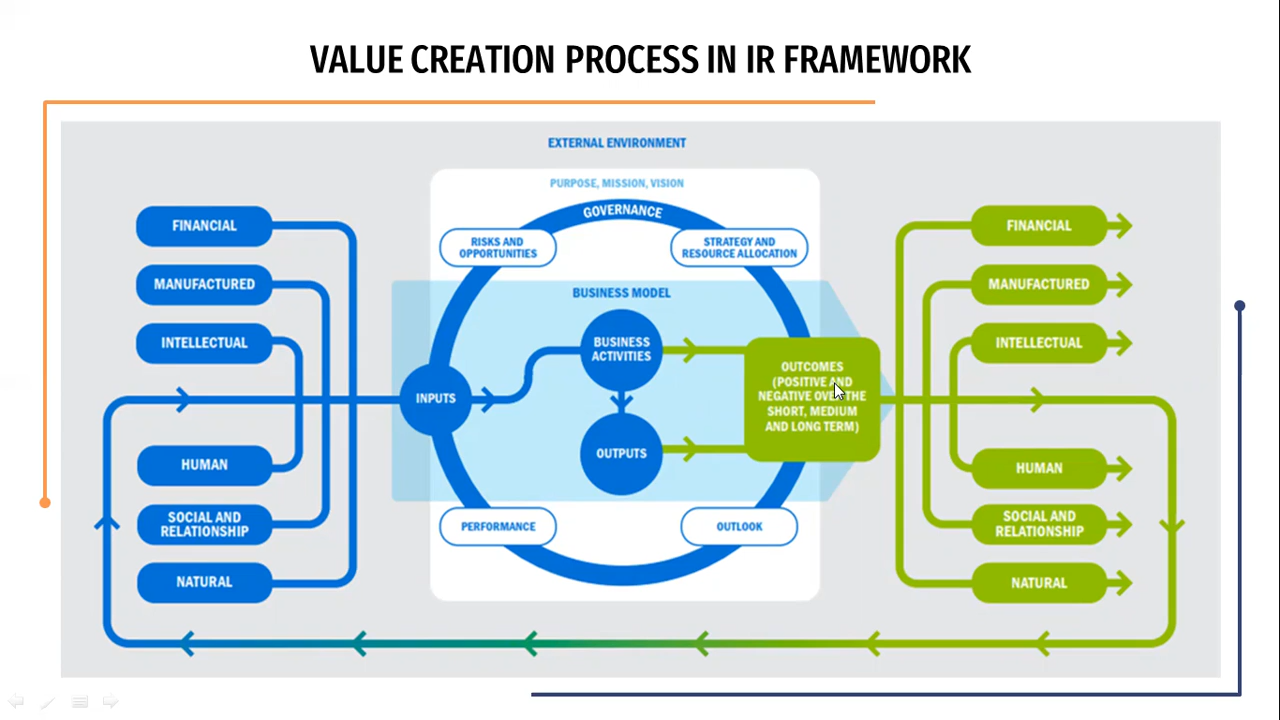 VALUE CREATION PROCESS IN IR FRAMEWORK
EXTERNAL ENVIRONMENT
PURPOSE, MISSION, VISION
GOVERNANCE
RISKS AND
OPPORTUNITIES
STRATEGY AND
RESOURCE ALLOCATION
BUSINESS MODEL
FINANCIAL
MANUFACTURED
INTELLECTUAL
HUMAN
SOCIAL AND
RELATIONSHIP
NATURAL
INPUTS
BUSINESS
ACTIVITIES
OUTPUTS
OUTCOMES
(POSITIVE AND
NEGATIVE OVER THE
SHORT, MEDIUM
AND LONG TERM)
PERFORMANCE
OUTLOOK
FINANCIAL
MANUFACTURED
INTELLECTUAL
HUMAN
SOCIAL AND
RELATIONSHIP
NATURAL